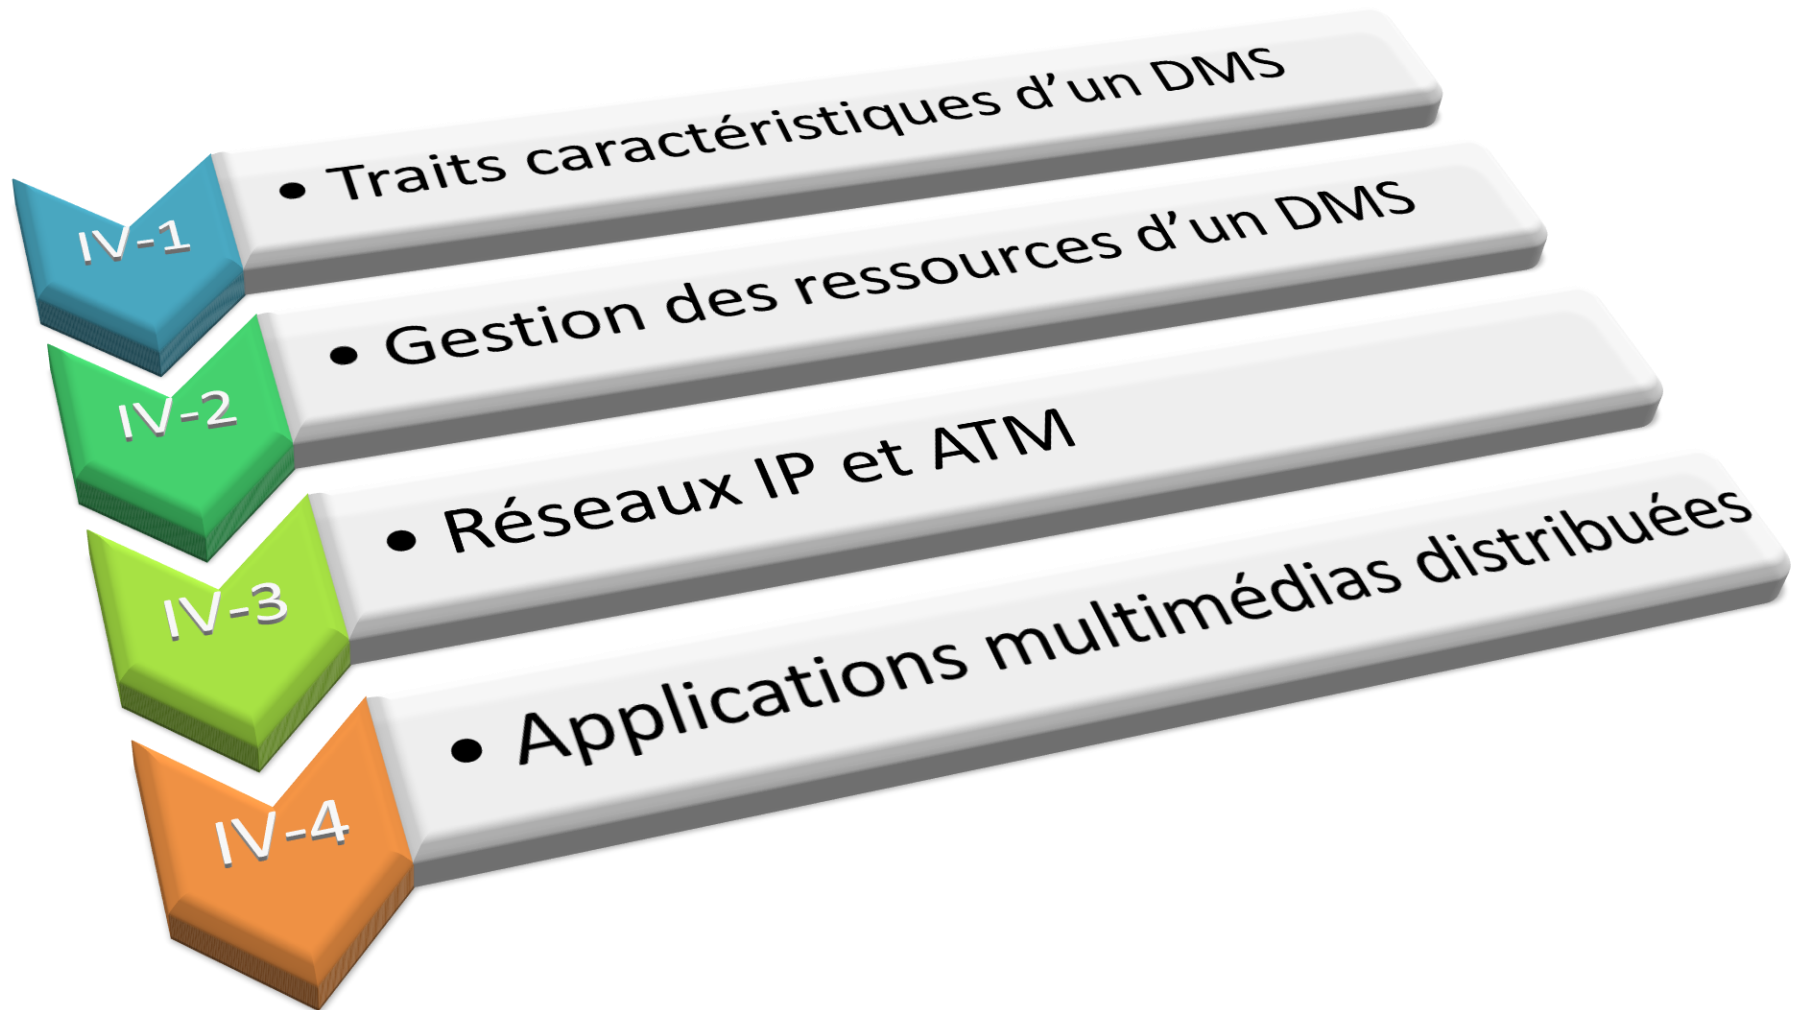 IV-1
• Traits caractéristiques d’un DMS
IV-2
• Gestion des ressources d’un DMS
IV-3
• Réseaux IP et ATM
IV-4
• Applications multimédias distribuées